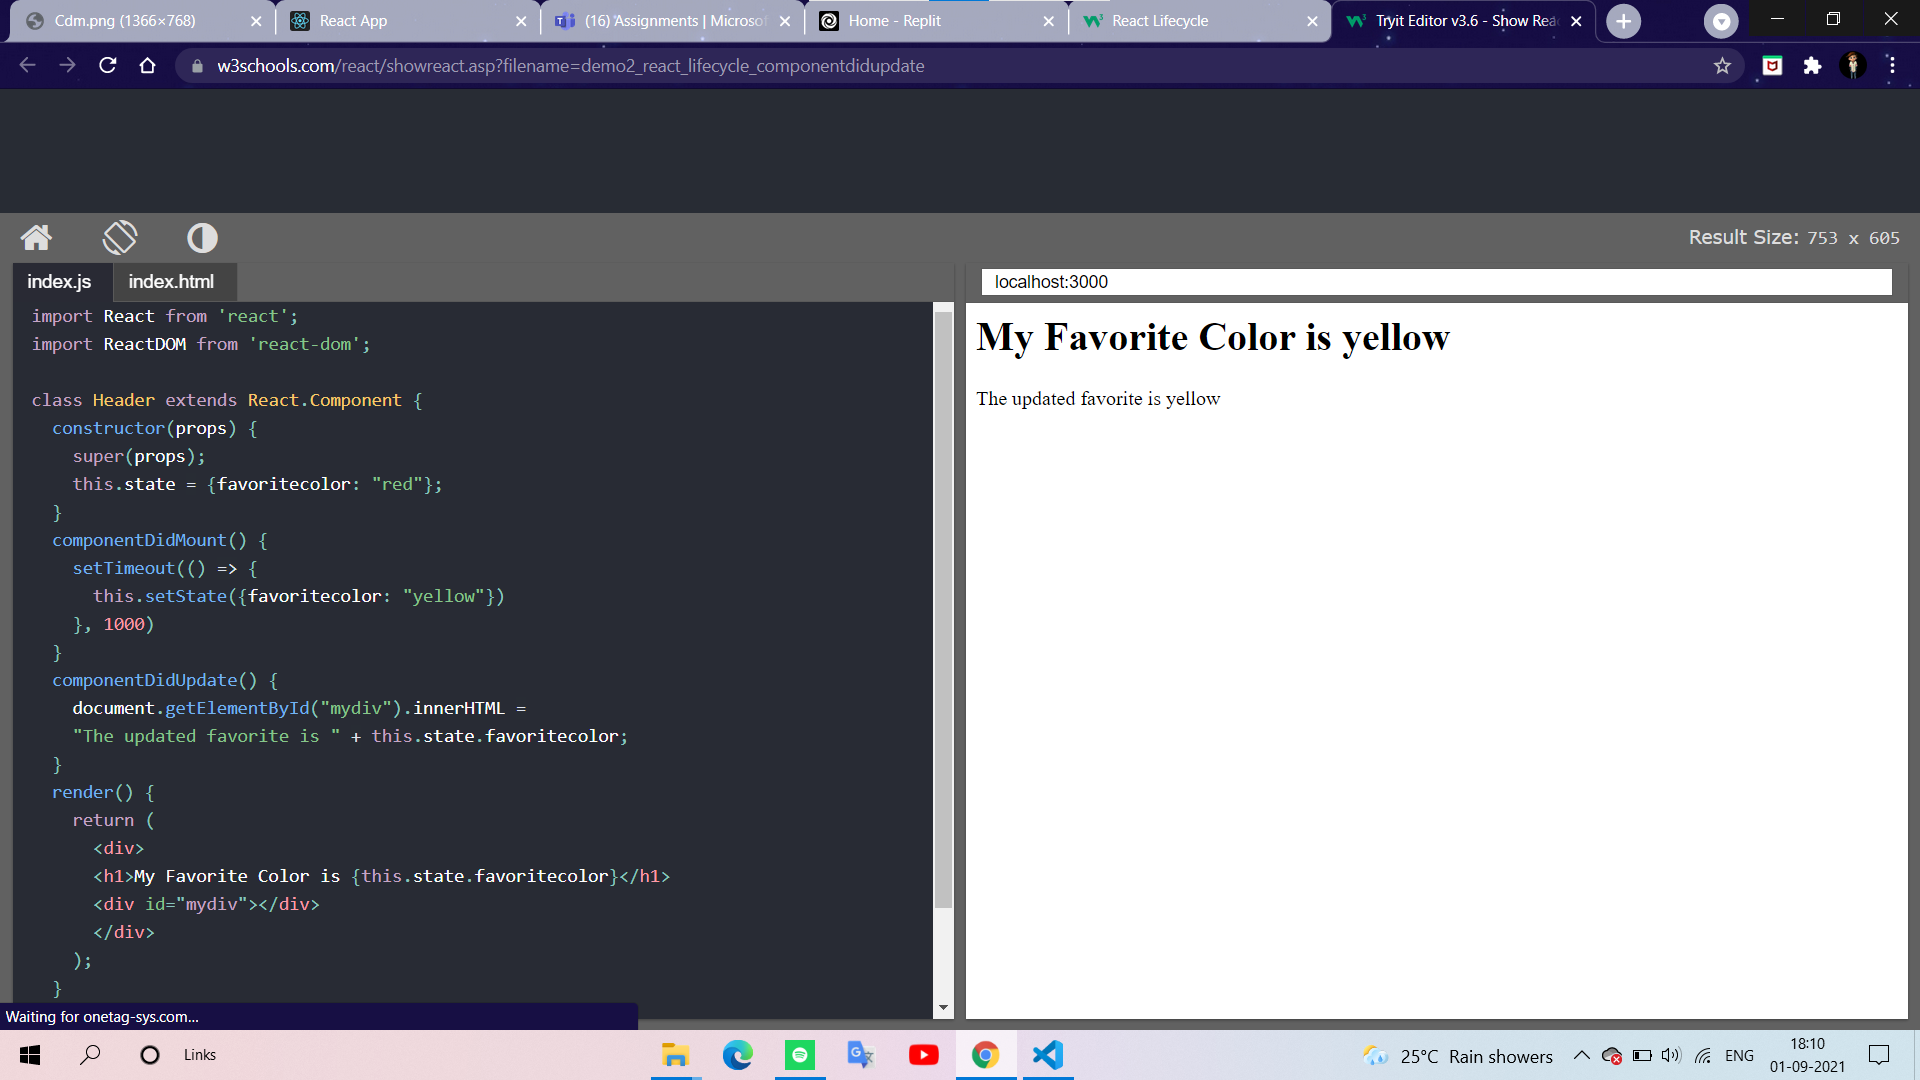 Cdm.png (1366×768)
React App
(16) Assignments | Microsof
Home - Replit
React Lifecycle
Tryit Editor v3.6 - Show Rea
w3schools.com/react/showreact.asp?filename=demo2_react_lifecycle_componentdidupdate
Result Size: 753 x 605
index.js
index.html
localhost:3000
import React from 'react';
import ReactDOM from 'react-dom';
class Header extends React.Component {
constructor(props) {
super(props);
this.state = {favoritecolor: "red"};
}
componentDidMount() {
setTimeout(() => {
this.setState({favoritecolor: "yellow"})
}, 1000)
}
componentDidUpdate() {
document.getElementById("mydiv").innerHTML =
"The updated favorite is " + this.state.favoritecolor;
}
render() {
return (
<div>
<h1>My Favorite Color is {this.state.favoritecolor}</h1>
<div id="mydiv"></div>
</div>
);
}
My Favorite Color is yellow
The updated favorite is yellow
Waiting for onetag-sys.com...
Links
25°C Rain showers
ENG
18:10
01-09-2021